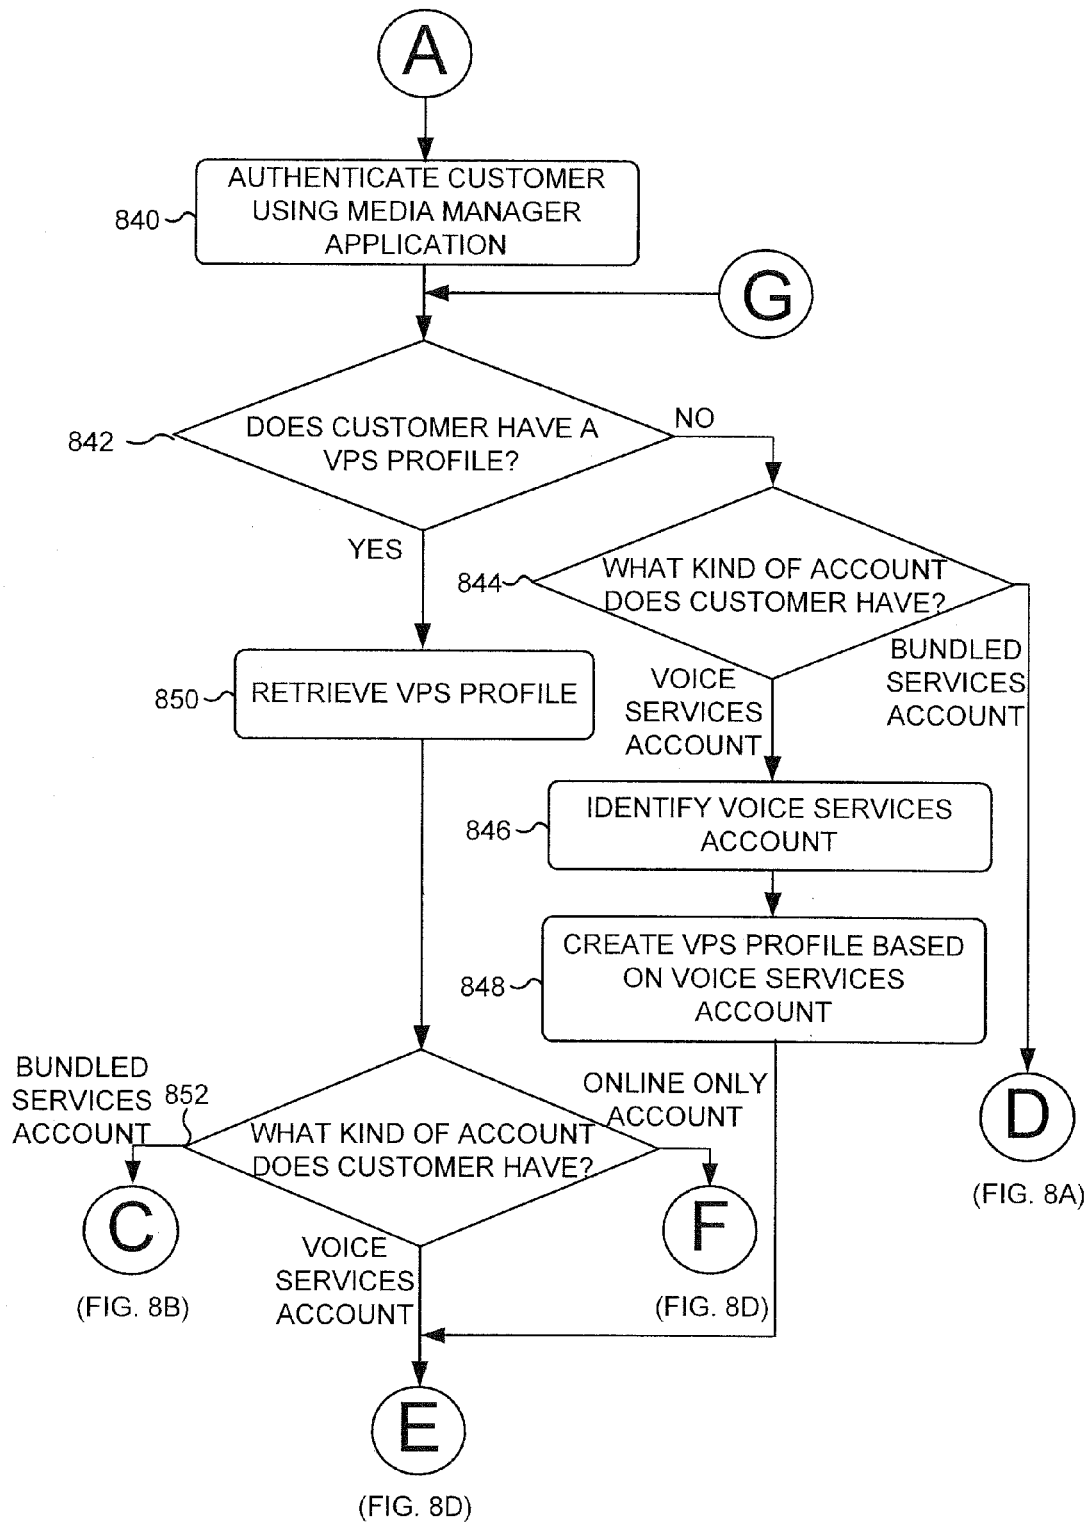 A
AUTHENTICATE CUSTOMER
USING MEDIA MANAGER
APPLICATION
840
G
842
DOES CUSTOMER HAVE A
VPS PROFILE?
NO
YES
844
WHAT KIND OF ACCOUNT
DOES CUSTOMER HAVE?
BUNDLED
SERVICES
ACCOUNT
VOICE
SERVICES
ACCOUNT
850
RETRIEVE VPS PROFILE
846
IDENTIFY VOICE SERVICES
ACCOUNT
848
CREATE VPS PROFILE BASED
ON VOICE SERVICES
ACCOUNT
BUNDLED
SERVICES
ACCOUNT
852
WHAT KIND OF ACCOUNT
DOES CUSTOMER HAVE?
ONLINE ONLY
ACCOUNT
D
(FIG. 8A)
C
(FIG. 8B)
VOICE
SERVICES
ACCOUNT
F
(FIG. 8D)
E
(FIG. 8D)